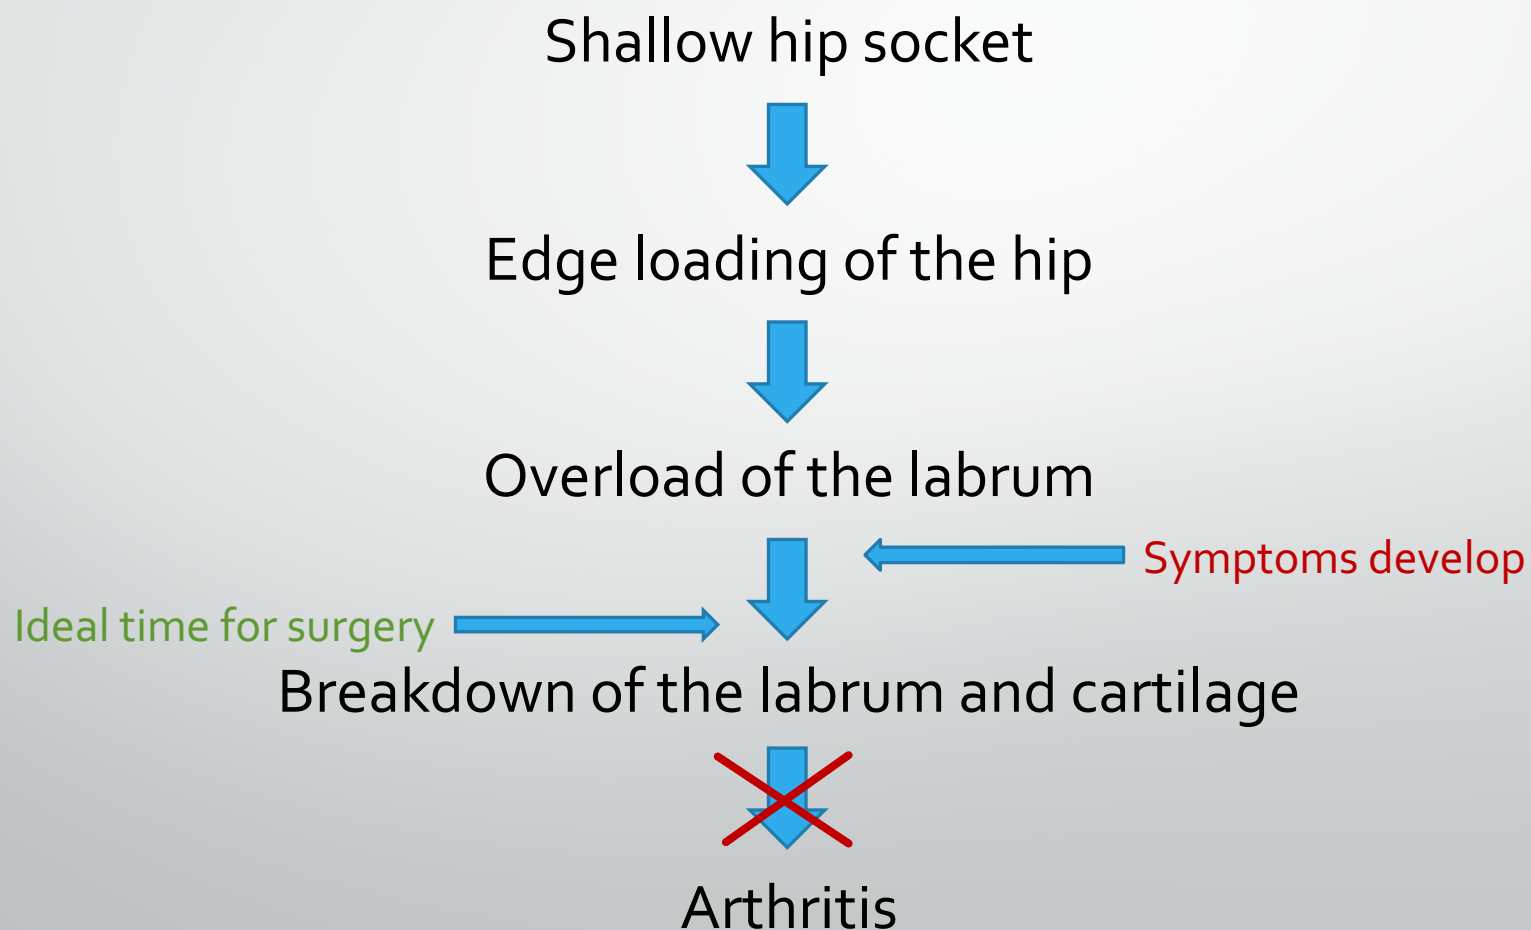 Shallow hip socket
Edge loading of the hip
Overload of the labrum
Symptoms develop
Ideal time for surgery
Breakdown of the labrum and cartilage
Arthritis